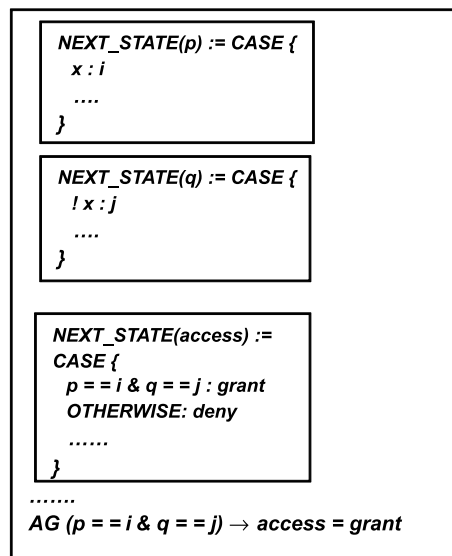 NEXT_STATE(p) := CASE {
x : i
....
}
NEXT_STATE(q) := CASE {
! x : j
....
}
NEXT_STATE(access) :=
CASE {
p = = i & q = = j : grant
OTHERWISE: deny
......
}
.......
AG (p = = i & q = = j) → access = grant